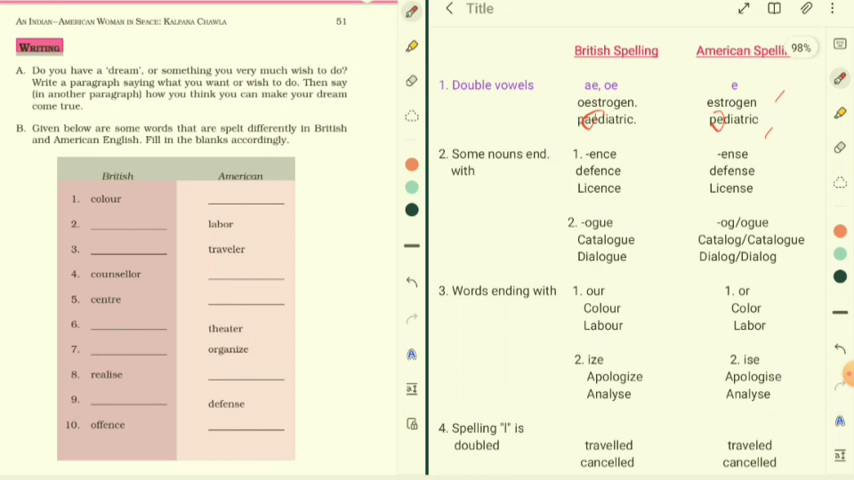 AN INDIAN–AMERICAN WOMAN IN SPACE: KALPANA CHAWLA 51
WRITING
A. Do you have a 'dream', or something you very much wish to do?
Write a paragraph saying what you want or wish to do. Then say
(in another paragraph) how you think you can make your dream
come true.
B. Given below are some words that are spelt differently in British
and American English. Fill in the blanks accordingly.
British American
1. colour
2. labor
3. traveler
4. counsellor
5. centre
6. theater
7. organize
8. realise
9. defense
10. offence
Title
British Spelling American Spelli
98%
1. Double vowels ae, oe e
oestrogen. estrogen
paediatric. pediatric
2. Some nouns end. 1. -ence -ense
with defence defense
Licence License
2. -ogue -og/ogue
Catalogue Catalog/Catalogue
Dialogue Dialog/Dialog
3. Words ending with 1. our 1. or
Colour Color
Labour Labor
2. ize 2. ise
Apologize Apologise
Analyse Analyse
4. Spelling "l" is
doubled travelled traveled
cancelled cancelled